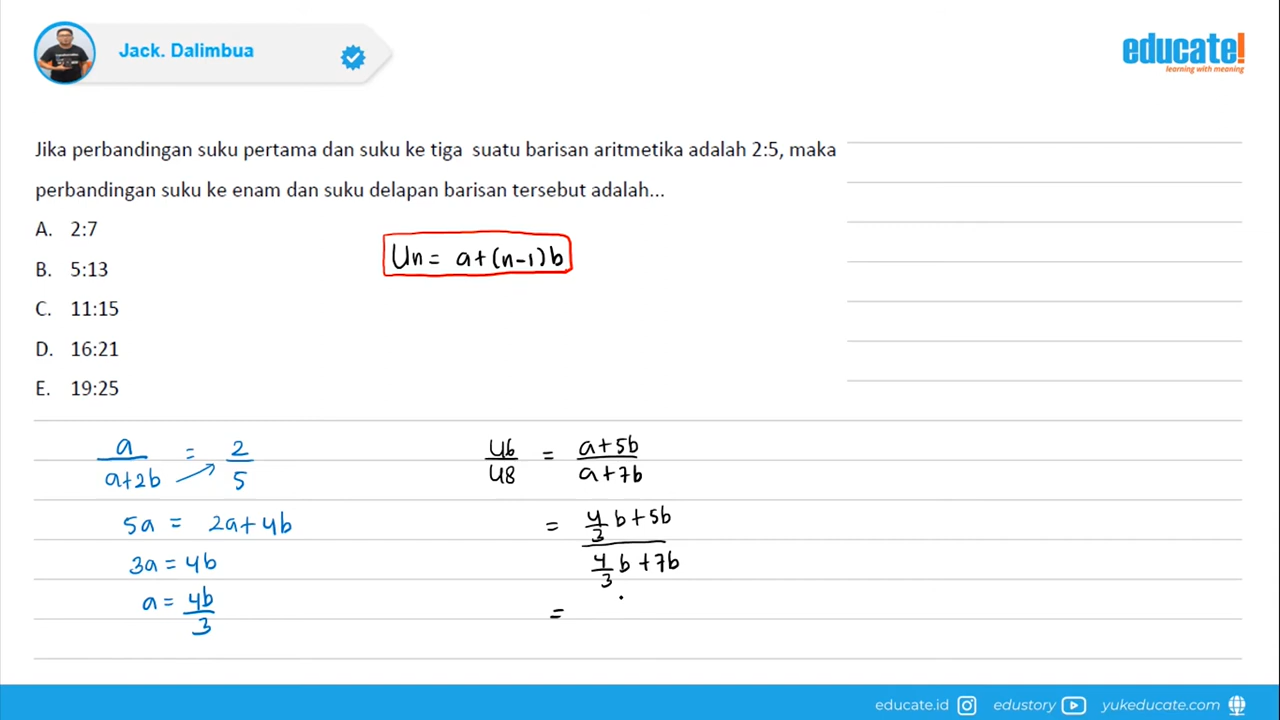 Jack. Dalimbua
educate!
learning with meaning
Jika perbandingan suku pertama dan suku ke tiga suatu barisan aritmetika adalah 2:5, maka
perbandingan suku ke enam dan suku delapan barisan tersebut adalah...
A. 2:7
B. 5:13
C. 11:15
D. 16:21
E. 19:25
Un = a+(n-1)b
a/(a+2b) = 2/5
5a = 2a+4b
3a = 4b
a = 4b/3
U6/U8 = (a+5b)/(a+7b)
= (4/3 b+5b)/(4/3 b+7b)
=
educate.id
edustory
yukeducate.com